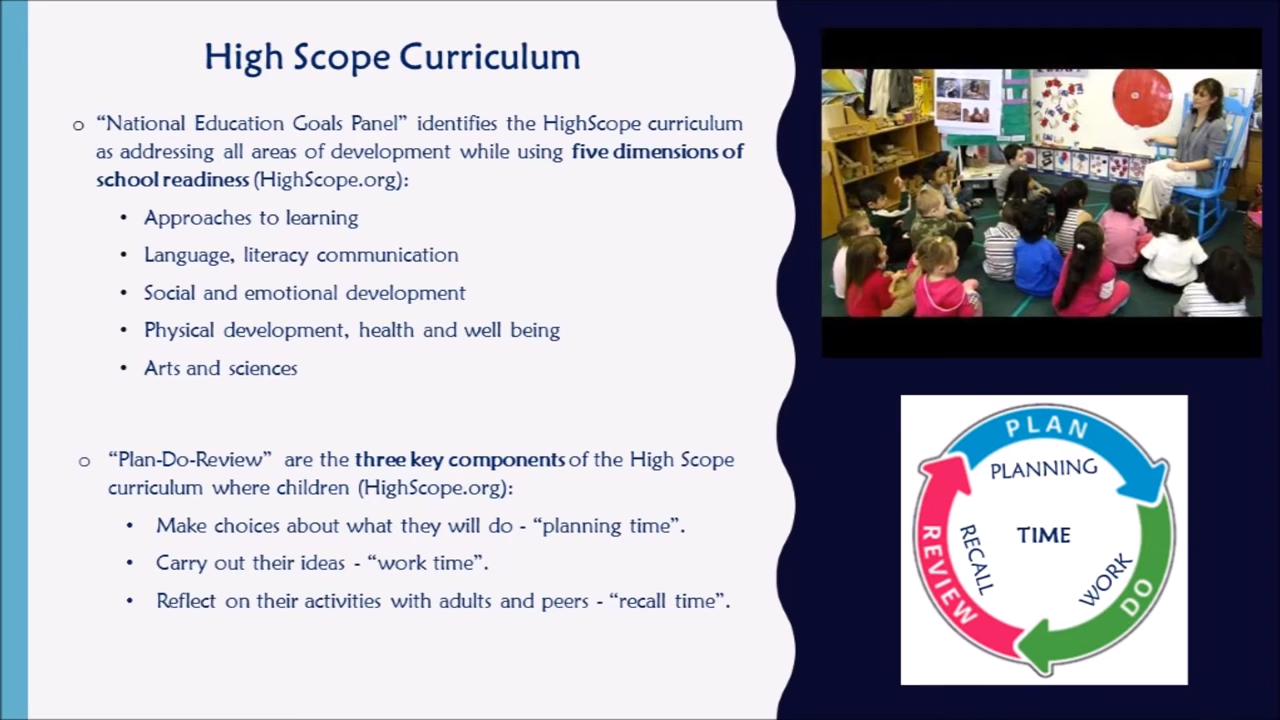 High Scope Curriculum
o “National Education Goals Panel” identifies the HighScope curriculum
as addressing all areas of development while using five dimensions of
school readiness (HighScope.org):
• Approaches to learning
• Language, literacy communication
• Social and emotional development
• Physical development, health and well being
• Arts and sciences
o “Plan-Do-Review” are the three key components of the High Scope
curriculum where children (HighScope.org):
• Make choices about what they will do - “planning time”.
• Carry out their ideas - “work time”.
• Reflect on their activities with adults and peers - “recall time”.
PLAN
PLANNING
TIME
WORK
DO
RECALL
REVIEW